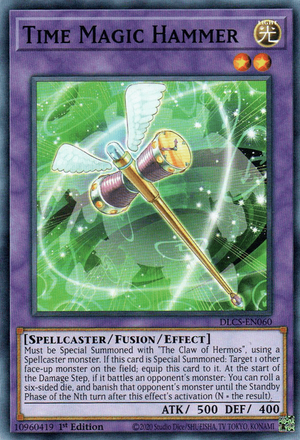 TIME MAGIC HAMMER
LIGHT
光
DLCS-EN060
[SPELLCASTER/FUSION/EFFECT]
Must be Special Summoned with "The Claw of Hermos", using a
Spellcaster monster. If this card is Special Summoned: Target 1 other
face-up monster on the field; equip this card to it. At the start of
the Damage Step, if it battles an opponent's monster: You can roll
a six-sided die, and banish that opponent's monster until the Standby
Phase of the Nth turn after this effect's activation (N = the result).
ATK/ 500 DEF/ 400
10960419 1st Edition ©2020 Studio Dice/SHUEISHA, TV TOKYO, KONAMI